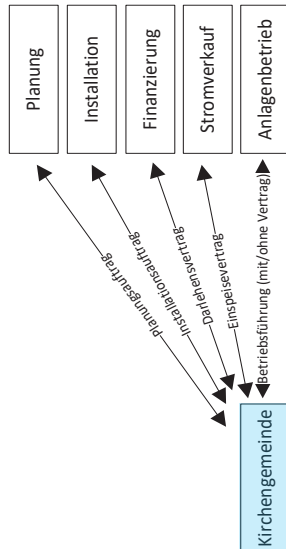 Planung
Installation
Finanzierung
Stromverkauf
Anlagenbetrieb
Planungsauftrag
Installationsauftrag
Darlehensvertrag
Einspeisevertrag
Betriebsführung (mit/ohne Vertrag)
Kirchengemeinde